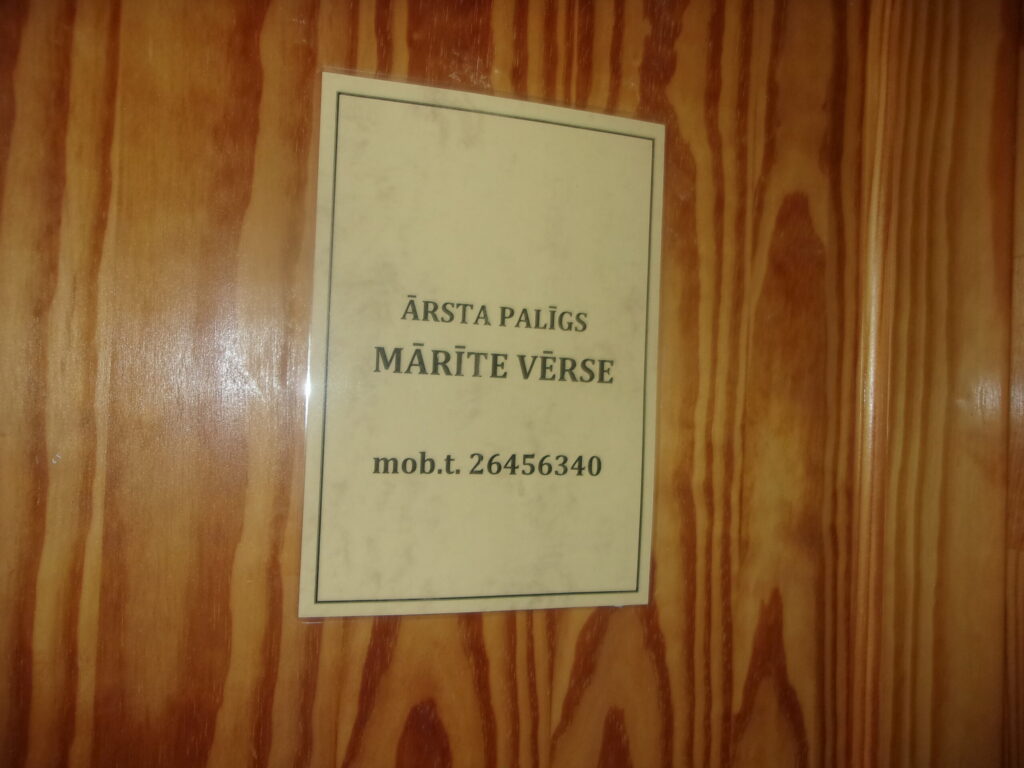 ĀRSTA PALĪGS
MĀRĪTE VĒRSE
mob.t. 26456340